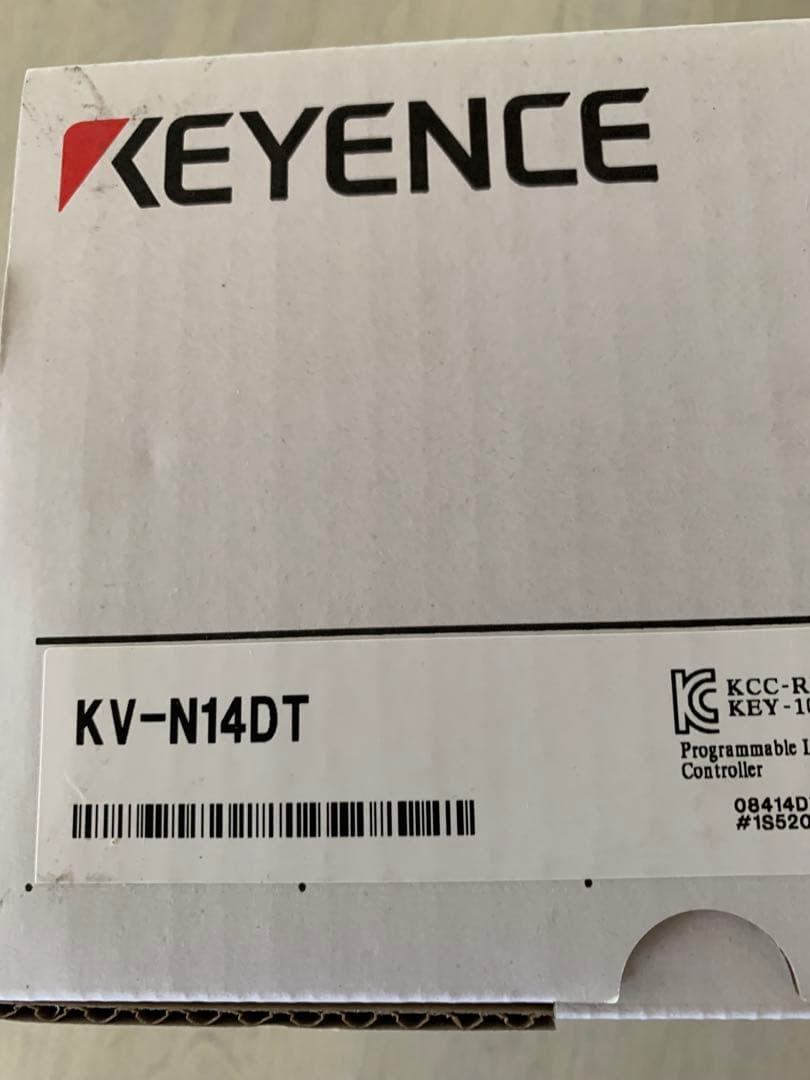 KEYENCE
KV-N14DT
KCC-R
KEY-10
Programmable L
Controller
08414D
#1S520